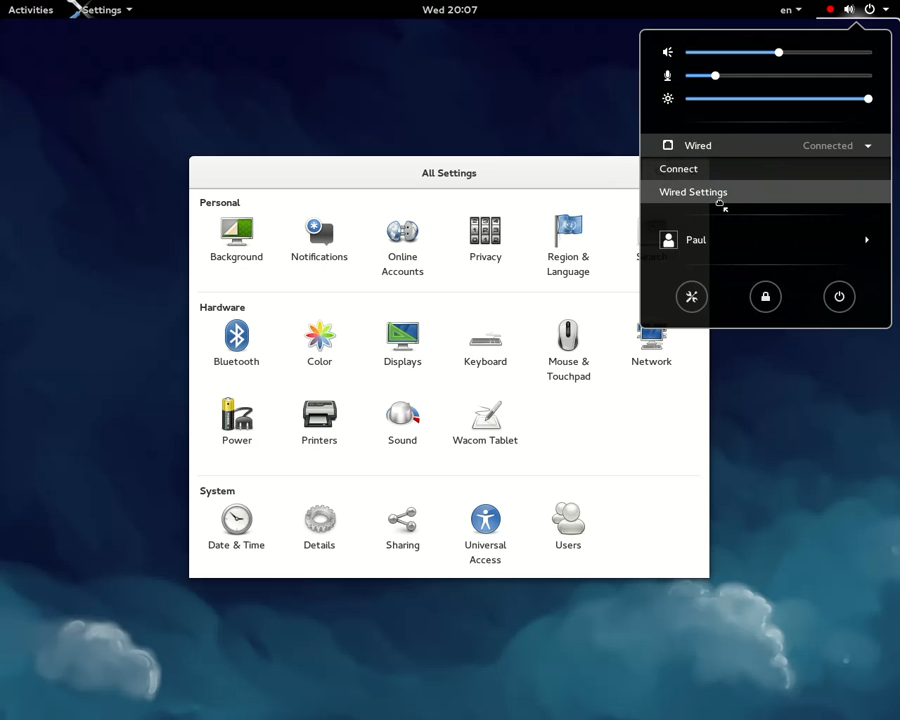 Activities Settings Wed 20:07 en
Wired Connected
Connect
Wired Settings
Paul
All Settings
Personal
Background Notifications Online Accounts Privacy Region & Language Search
Hardware
Bluetooth Color Displays Keyboard Mouse & Touchpad Network
Power Printers Sound Wacom Tablet
System
Date & Time Details Sharing Universal Access Users